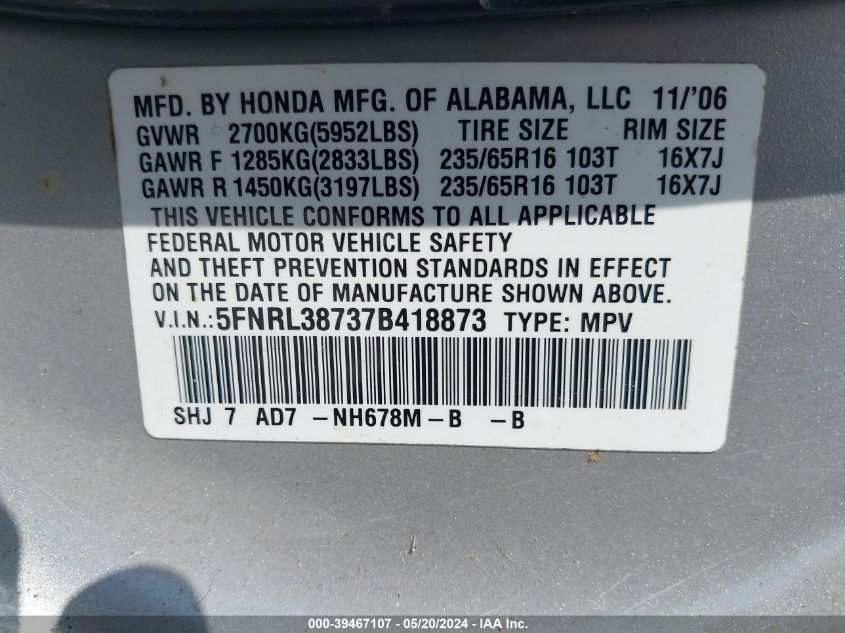 MFD. BY HONDA MFG. OF ALABAMA, LLC 11/'06
GVWR 2700KG(5952LBS) TIRE SIZE RIM SIZE
GAWR F 1285KG(2833LBS) 235/65R16 103T 16X7J
GAWR R 1450KG(3197LBS) 235/65R16 103T 16X7J
THIS VEHICLE CONFORMS TO ALL APPLICABLE
FEDERAL MOTOR VEHICLE SAFETY
AND THEFT PREVENTION STANDARDS IN EFFECT
ON THE DATE OF MANUFACTURE SHOWN ABOVE.
V.I.N.:5FNRL38737B418873 TYPE: MPV
SHJ 7 AD7 -NH678M-B -B
000-39467107 - 05/20/2024 - IAA Inc.